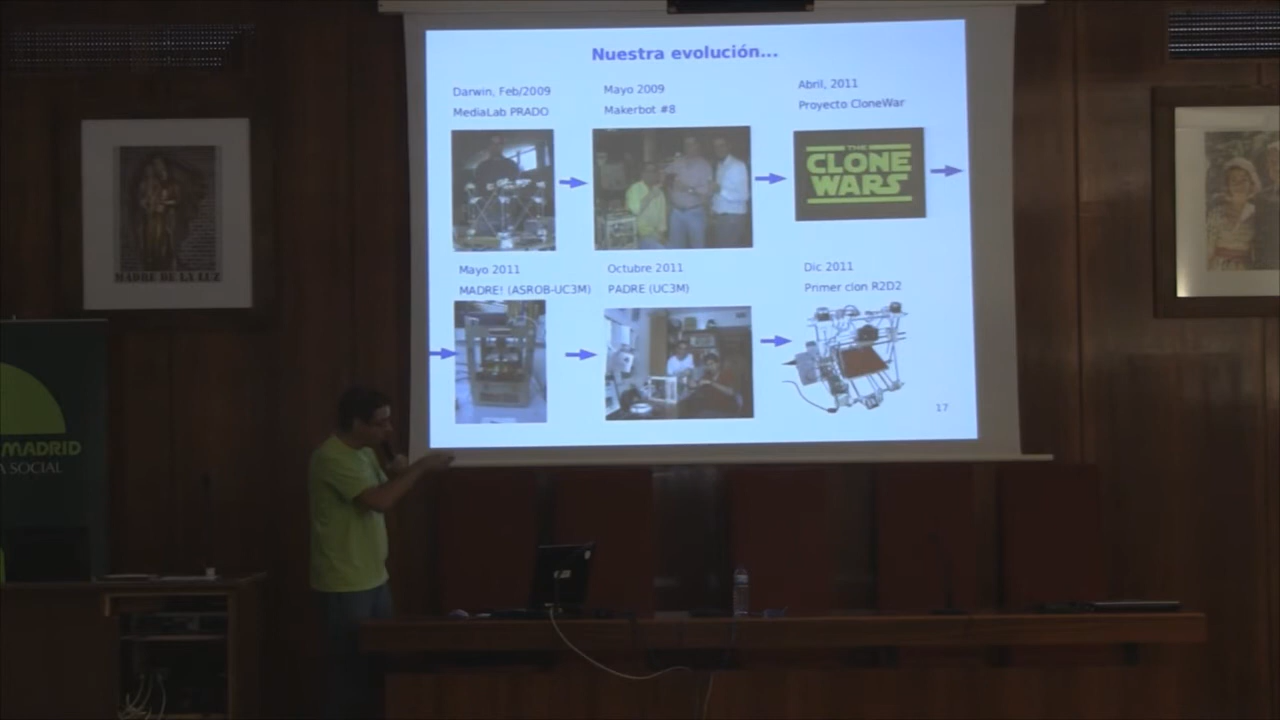 Nuestra evolución...
Darwin, Feb/2009
MediaLab PRADO
Mayo 2009
Makerbot #8
Abril, 2011
Proyecto CloneWar
THE
CLONE
WARS
Mayo 2011
MADRE! (ASROB-UC3M)
Octubre 2011
PADRE (UC3M)
Dic 2011
Primer clon R2D2
17
MADRE DE LA LUZ
MADRID
A SOCIAL